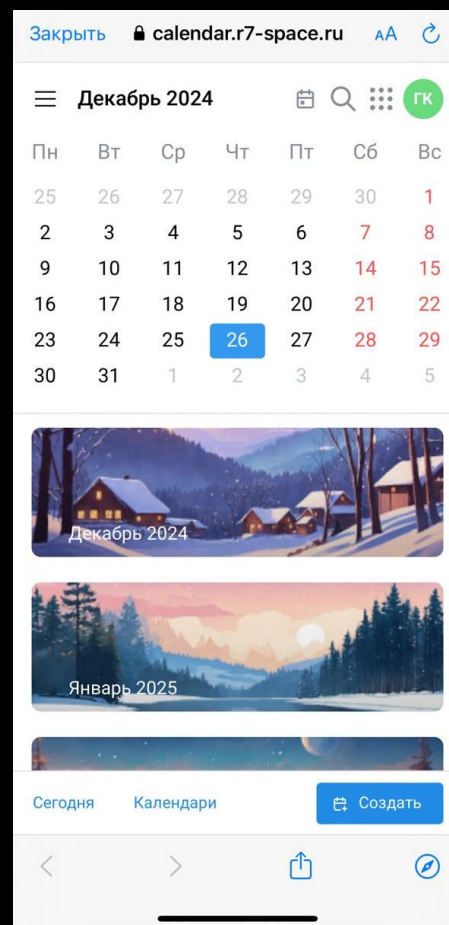 Закрыть calendar.r7-space.ru AA
Декабрь 2024 ГК
Пн Вт Ср Чт Пт Сб Вс
25 26 27 28 29 30 1
2 3 4 5 6 7 8
9 10 11 12 13 14 15
16 17 18 19 20 21 22
23 24 25 26 27 28 29
30 31 1 2 3 4 5
Декабрь 2024
Январь 2025
Сегодня Календари Создать